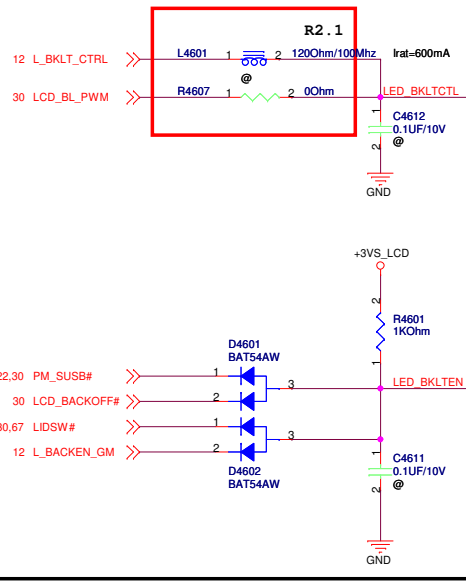 R2.1
12 L_BKLT_CTRL L4601 1 2 120Ohm/100Mhz Irat=600mA
@
30 LCD_BL_PWM R4607 1 2 0Ohm LED_BKLTCTL
1
C4612
0.1UF/10V
2 @
GND
+3VS_LCD
2
R4601
1KOhm
D4601
BAT54AW
1
22,30 PM_SUSB# 1
3 LED_BKLTEN
30 LCD_BACKOFF# 2
LIDSW# 1
3
12 L_BACKEN_GM 2
1
C4611
0.1UF/10V
D4602
BAT54AW
2 @
GND